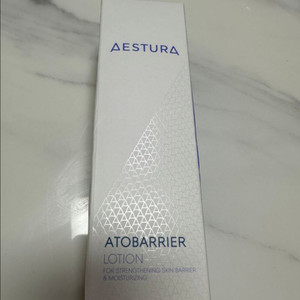 AESTURA
ATOBARRIER
LOTION
FOR STRENGTHENING SKIN BARRIER
& MOISTURIZING